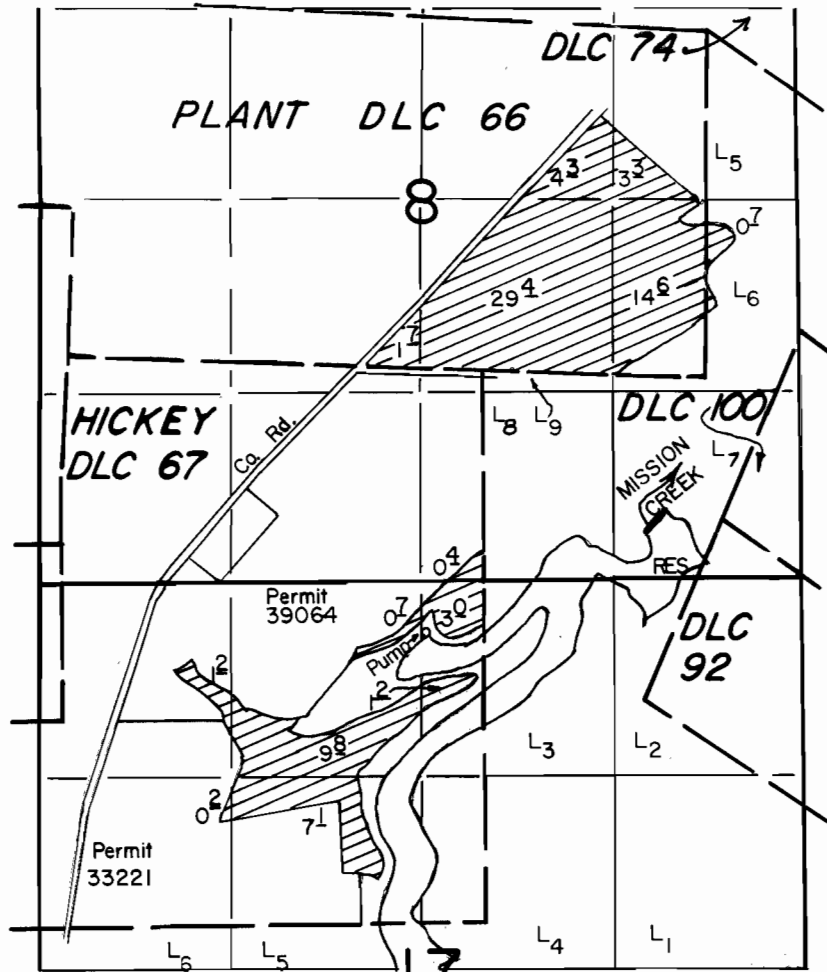 DLC 74
PLANT DLC 66
8
4 3
3 3
L5
0 7
29 4
14 6
L6
1 7
HICKEY
DLC 67
Co. Rd.
L8
L9
DLC 100
L7
MISSION
CREEK
RES.
0 4
Permit
39064
0 7
3 0
Pump
DLC
92
1 2
1 2
9 8
L3
L2
0 2
7 1
Permit
33221
L6
L5
L4
L1
17